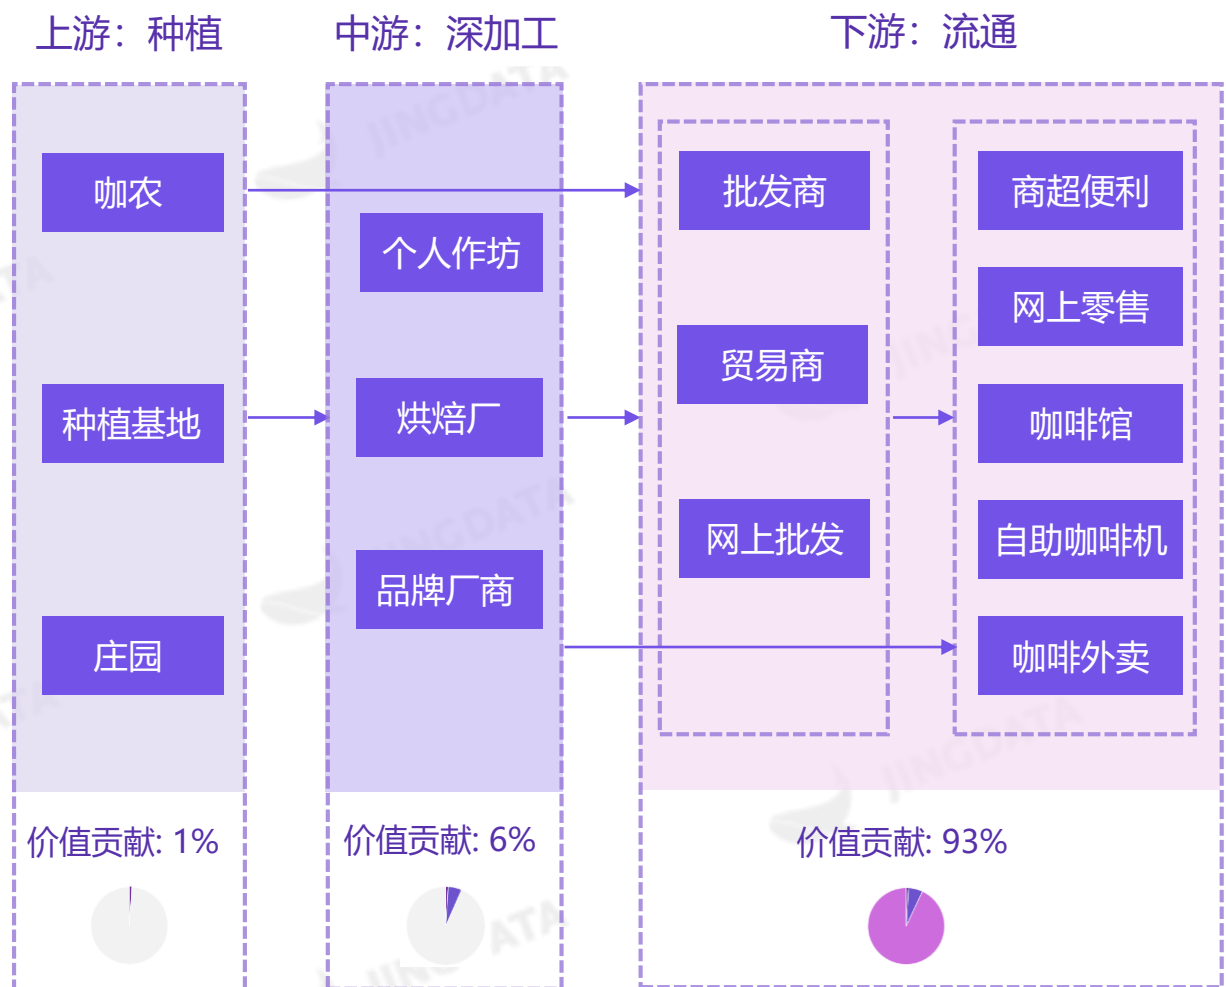 上游：种植
中游：深加工
下游：流通
咖农
种植基地
庄园
个人作坊
烘焙厂
品牌厂商
批发商
贸易商
网上批发
商超便利
网上零售
咖啡馆
自助咖啡机
咖啡外卖
价值贡献: 1%
价值贡献: 6%
价值贡献: 93%
JINGDATA
JINGDATA
JINGDATA